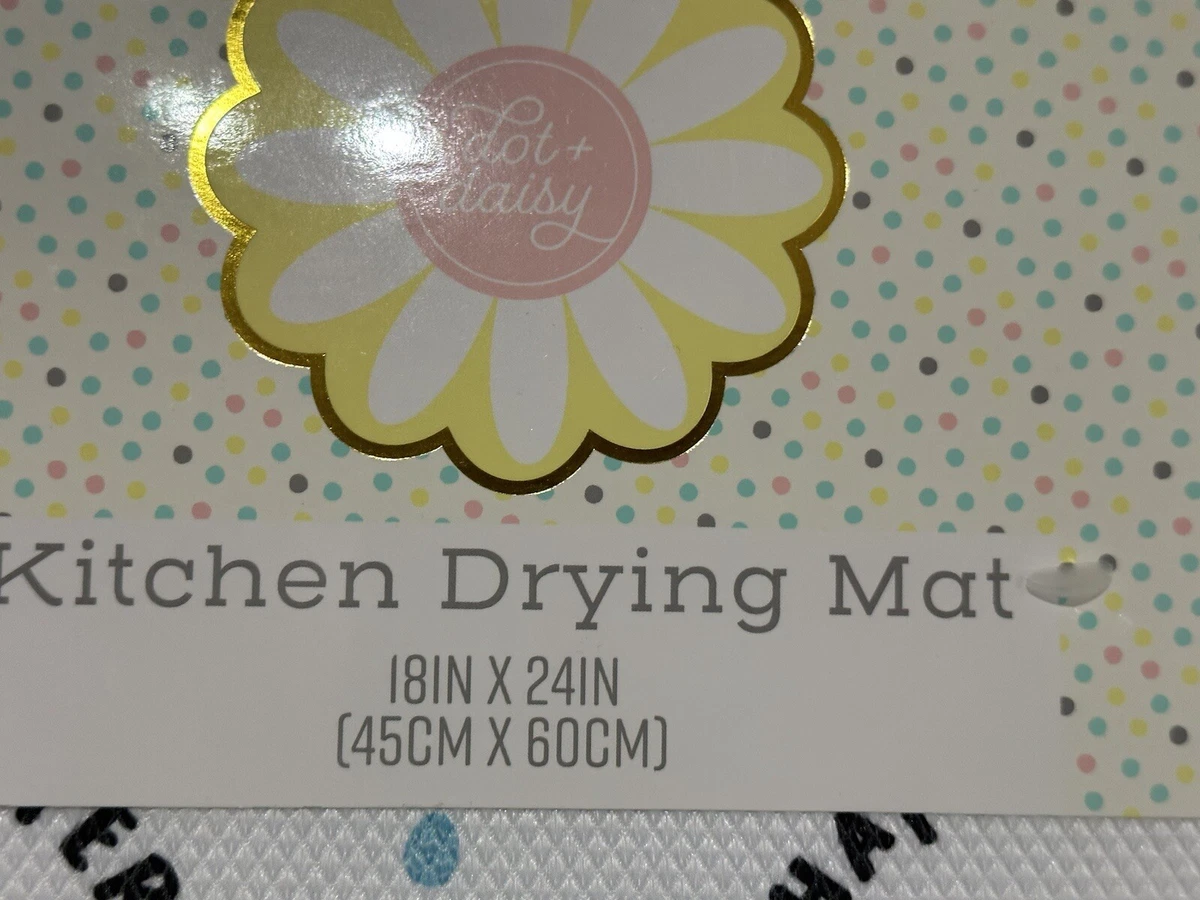 dot +
daisy
Kitchen Drying Mat
18IN X 24IN
(45CM X 60CM)